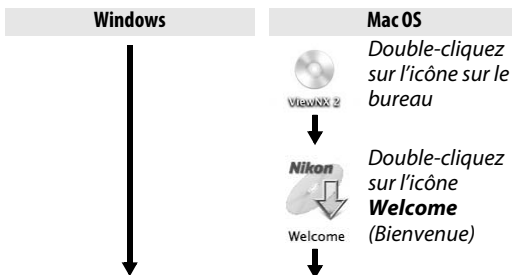 Windows
Mac OS
Double-cliquez
sur l’icône sur le
bureau
ViewNX 2
Double-cliquez
sur l’icône
Welcome
(Bienvenue)
Nikon
Welcome